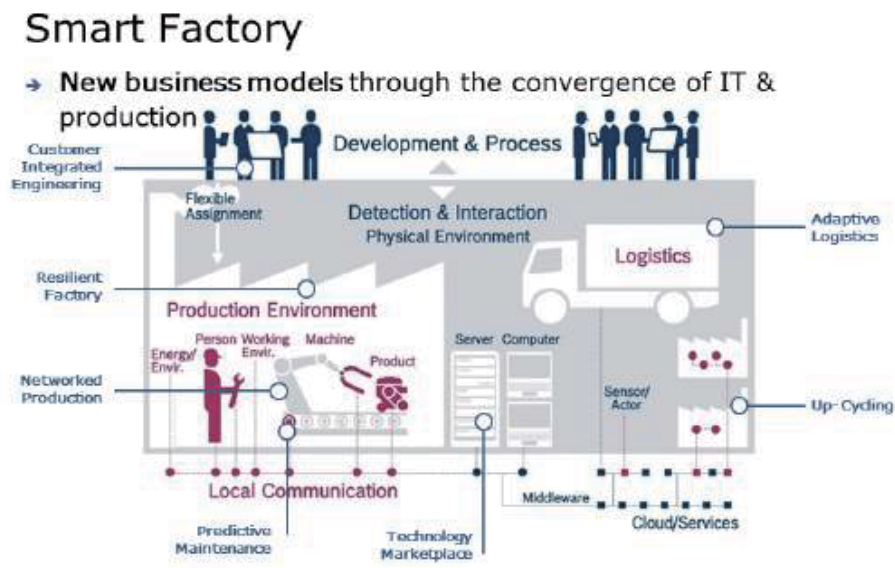 Smart Factory
➔ New business models through the convergence of IT &
production
Development & Process
Customer
Integrated
Engineering
Flexible
Assignment
Detection & Interaction
Physical Environment
Logistics
Adaptive
Logistics
Resilient
Factory
Production Environment
Energy/
Envir.
Person
Working
Envir.
Machine
Product
Server
Computer
Sensor/
Actor
Networked
Production
Up-Cycling
Local Communication
Middleware
Cloud/Services
Predictive
Maintenance
Technology
Marketplace